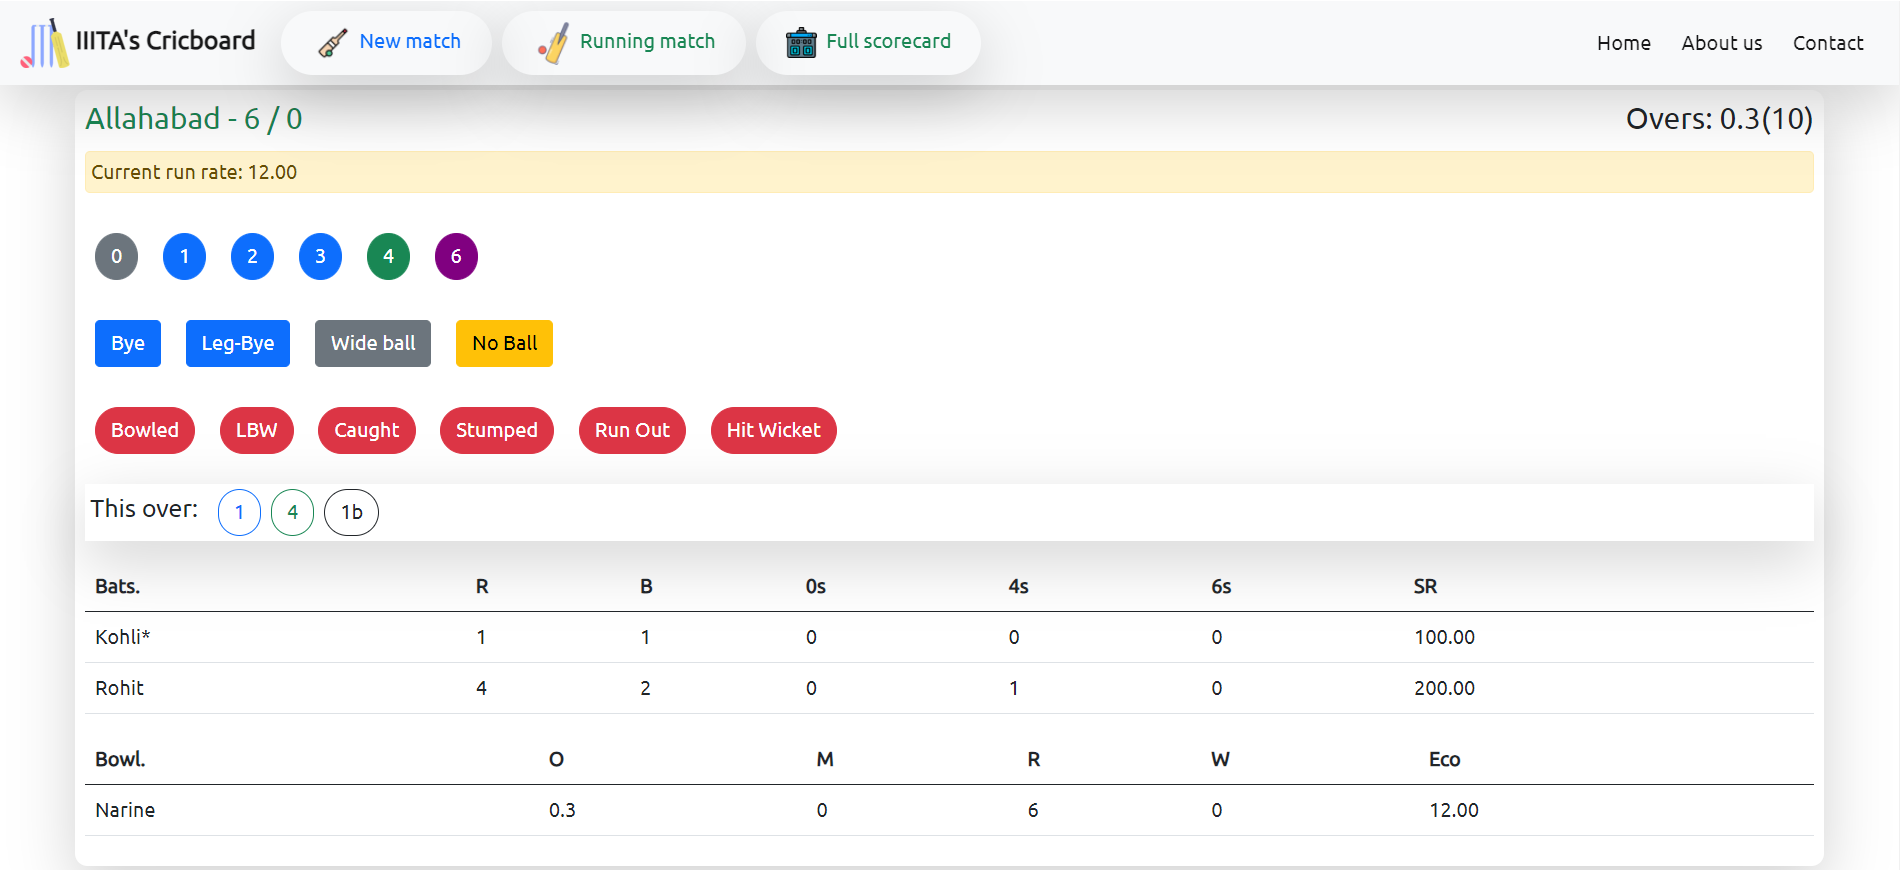 IIITA's Cricboard New match Running match Full scorecard Home About us Contact
Allahabad - 6 / 0 Overs: 0.3(10)
Current run rate: 12.00
0 1 2 3 4 6
Bye Leg-Bye Wide ball No Ball
Bowled LBW Caught Stumped Run Out Hit Wicket
This over: 1 4 1b
Bats. R B 0s 4s 6s SR
Kohli* 1 1 0 0 0 100.00
Rohit 4 2 0 1 0 200.00
Bowl. O M R W Eco
Narine 0.3 0 6 0 12.00